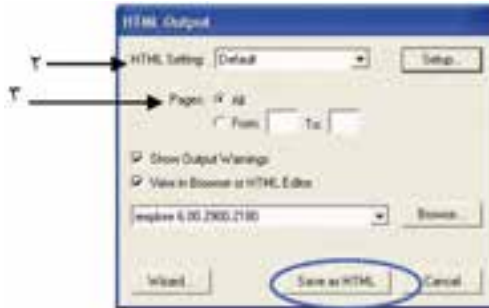 HTML Output
۲ HTML Setting: Default Setup...
۳ Pages: All
From: To:
Show Output Warnings
View in Browser or HTML Editor
iexplore 6.00.2900.2180 Browse...
Wizard... Save as HTML... Cancel